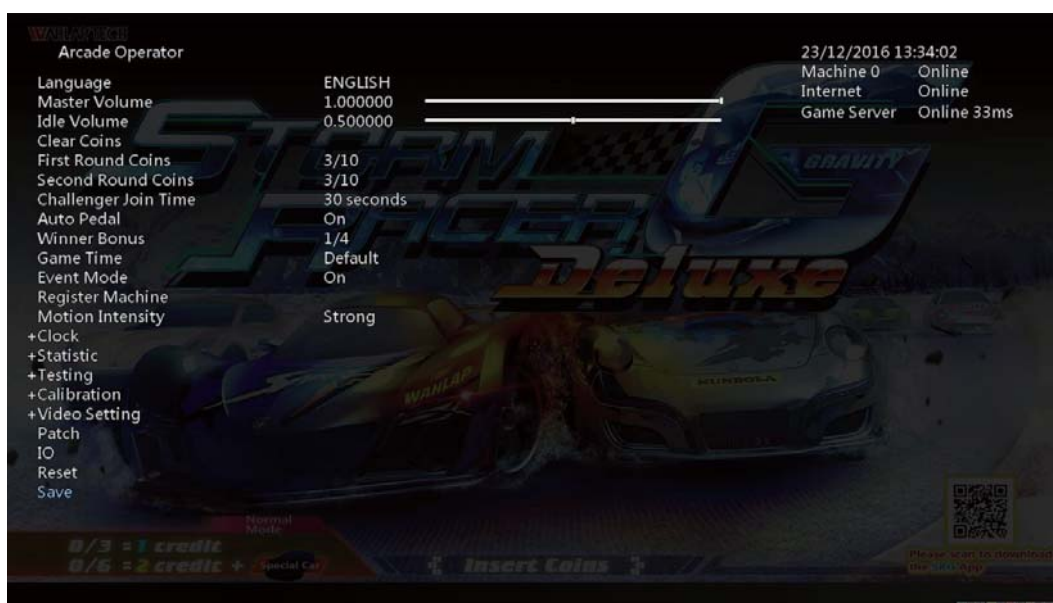 WAHLAP TECH
Arcade Operator
23/12/2016 13:34:02
Machine 0 Online
Internet Online
Game Server Online 33ms
Language ENGLISH
Master Volume 1.000000
Idle Volume 0.500000
Clear Coins
First Round Coins 3/10
Second Round Coins 3/10
Challenger Join Time 30 seconds
Auto Pedal On
Winner Bonus 1/4
Game Time Default
Event Mode On
Register Machine
Motion Intensity Strong
+Clock
+Statistic
+Testing
+Calibration
+Video Setting
Patch
IO
Reset
Save
STORM
RACER G
GRAVITY
Deluxe
WAHLAP
Normal
Mode
0/3 = 1 credit
0/6 = 2 credit + Special Car
Insert Coins
Please scan to download
the SRG App